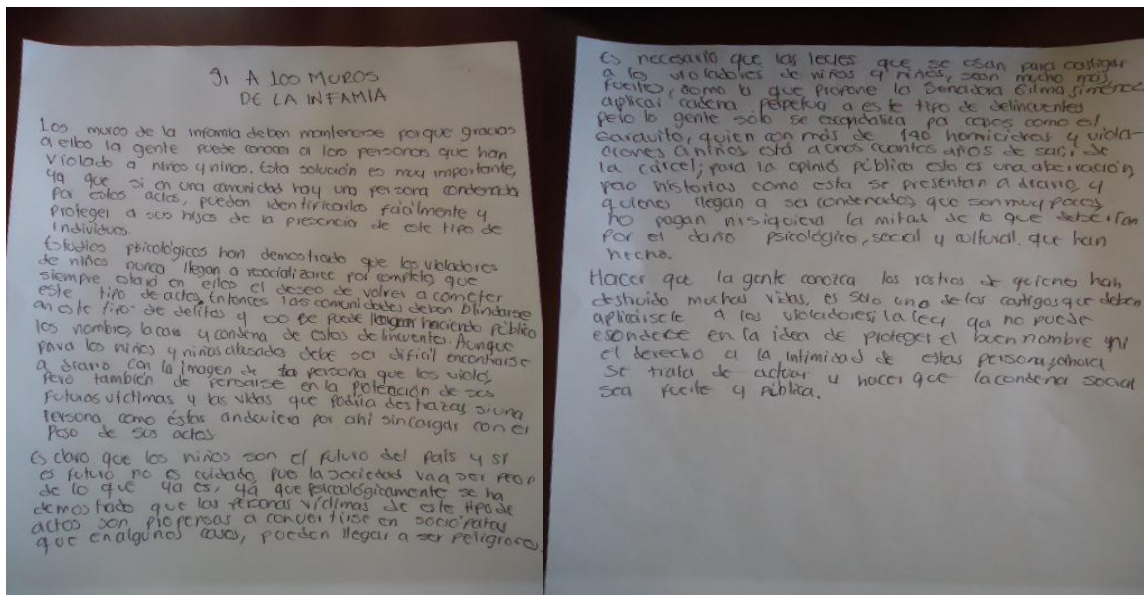 SI A LOS MUROS
DE LA INFAMIA
Los muros de la infamia deben mantenerse porque gracias
a ello la gente puede conocer a las personas que han
violado a niños y niñas. Esta solución es muy importante,
ya que si en una comunidad hay una persona condenada
por estos actos, pueden identificarlos fácilmente y
proteger a sus hijos de la presencia de este tipo de
individuos.
Estudios psicológicos han demostrado que los violadores
de niños nunca llegan a resocializarce por completo, que
siempre estará en ellos el deseo de volver a cometer
este tipo de actos. Entonces las comunidades deben blindarse
an este tipo de delitos y se puede haciendo público
los nombres, la cara y condena de estos delincuentes. Aunque
para los niños y niñas abusados debe ser difícil encontrarse
a diario con la imagen de la persona que los violó,
pero también de pensarse en la poteación de sus
futuras víctimas y las vidas que podría destrozar si una
persona como éstas anduviera por ahí sin cargar con el
peso de sus actos.
Es claro que los niños son el futuro del país y si
es futuro no es cuidado, pues la sociedad va a ser peor
de lo que ya es, ya que psicológicamente se ha
demostrado que las personas víctimas de este tipo de
actos son propensas a convertirse en sociópatas
que en algunos casos, pueden llegar a ser peligrosos.
Es necesario que las leeles que se usan para castigar
a los violadores de niñas y niños, sean mucho más
fuertes, como lo que propone la senadora Gilma Jiménez
aplicar cadena perpetua a este tipo de delincuentes
pero la gente sólo se escandaliza por casos como el
Garavito, quien con más de 140 homicidios y viola-
ciones a niños está a unos cuantos años de salir de
la cárcel; para la opinió pública esto es una aberración,
pero historias como esta se presentan a diario y
quienes llegan a ser condenados, que son muy pocos,
no pagan ni siquiera la mitad de lo que deberían
por el daño psicológico, social y cultural que han
hecho.
Hacer que la gente conozca los rostros de quienes han
destruido muchas vidas, es solo uno de los castigos que deben
aplicárscle a los violadores; la leey ya no puede
esconderse en la idea de proteger el buen nombre ni
el derecho a la intimidad de estas persona, ahora
se trata de actuar y hacer que la condena social
sea fuerte y pública.